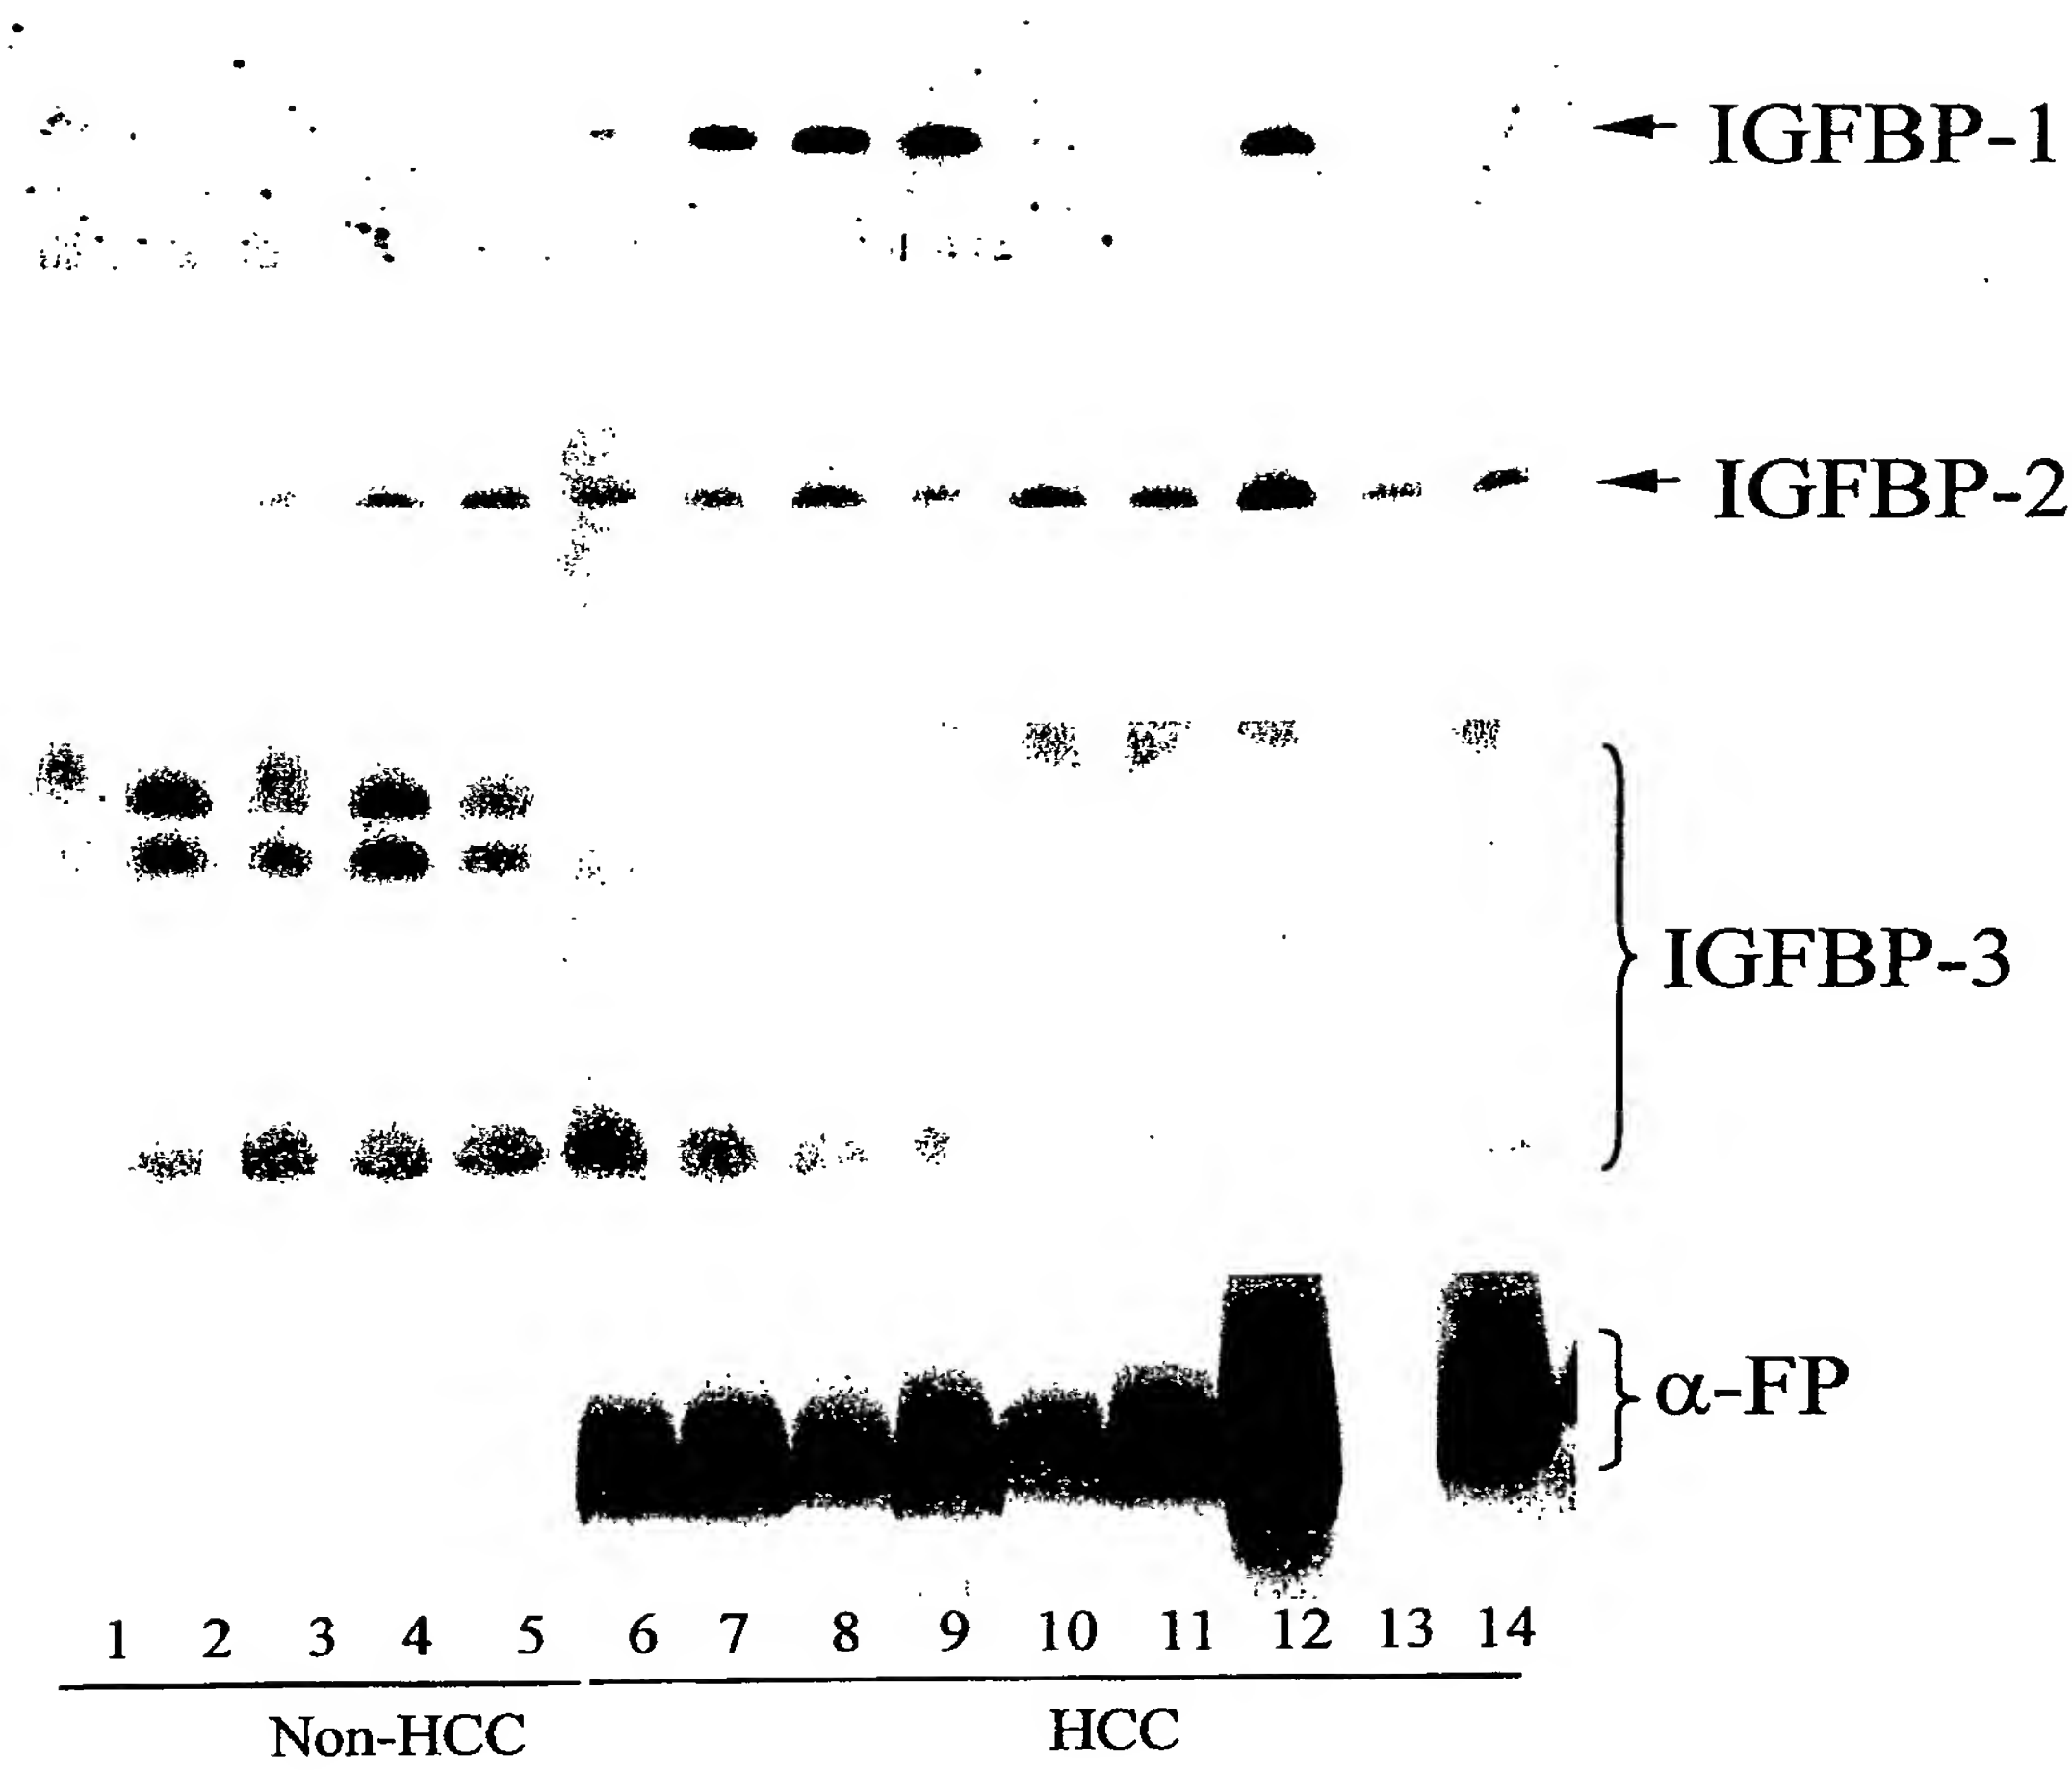 IGFBP-1
IGFBP-2
IGFBP-3
α-FP
1 2 3 4 5 6 7 8 9 10 11 12 13 14
Non-HCC HCC